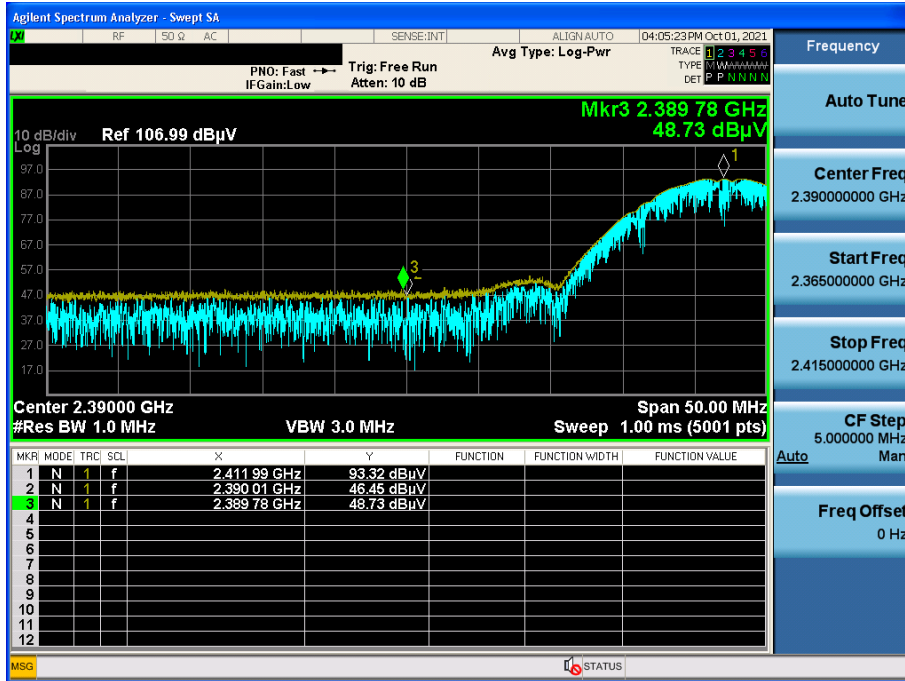 Agilent Spectrum Analyzer - Swept SA
LXI RF 50 Ω AC SENSE:INT ALIGN AUTO 04:05:23 PM Oct 01, 2021
Avg Type: Log-Pwr TRACE 1 2 3 4 5 6
PNO: Fast Trig: Free Run TYPE M W W W W W
IFGain:Low Atten: 10 dB DET P P N N N N
Mkr3 2.389 78 GHz
10 dB/div Ref 106.99 dBµV 48.73 dBµV
Log
97.0
87.0
77.0
67.0
57.0
47.0
37.0
27.0
17.0
1
3
2
Center 2.39000 GHz Span 50.00 MHz
#Res BW 1.0 MHz VBW 3.0 MHz Sweep 1.00 ms (5001 pts)
MKR MODE TRC SCL X Y FUNCTION FUNCTION WIDTH FUNCTION VALUE
1 N 1 f 2.411 99 GHz 93.32 dBµV
2 N 1 f 2.390 01 GHz 46.45 dBµV
3 N 1 f 2.389 78 GHz 48.73 dBµV
4
5
6
7
8
9
10
11
12
MSG STATUS
Frequency
Auto Tune
Center Freq
2.390000000 GHz
Start Freq
2.365000000 GHz
Stop Freq
2.415000000 GHz
CF Step
5.000000 MHz
Auto Man
Freq Offset
0 Hz